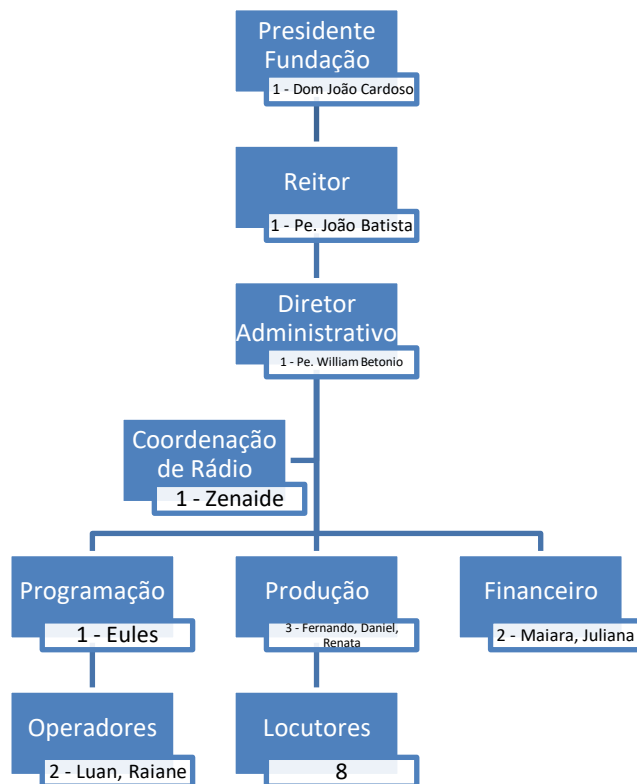 Presidente
Fundação
1 - Dom João Cardoso
Reitor
1 - Pe. João Batista
Diretor
Administrativo
1 - Pe. William Betonio
Coordenação
de Rádio
1 - Zenaide
Programação
1 - Eules
Produção
3 - Fernando, Daniel,
Renata
Financeiro
2 - Maiara, Juliana
Operadores
2 - Luan, Raiane
Locutores
8